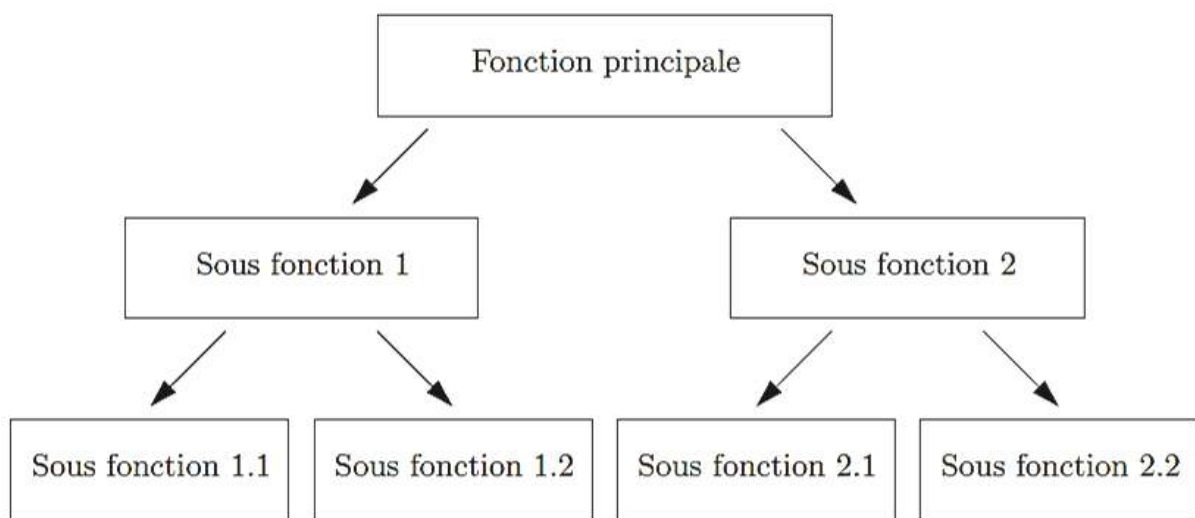 Fonction principale
Sous fonction 1
Sous fonction 2
Sous fonction 1.1
Sous fonction 1.2
Sous fonction 2.1
Sous fonction 2.2